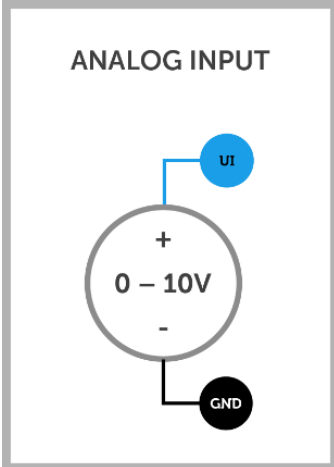 ANALOG INPUT
UI
+
0 – 10V
-
GND